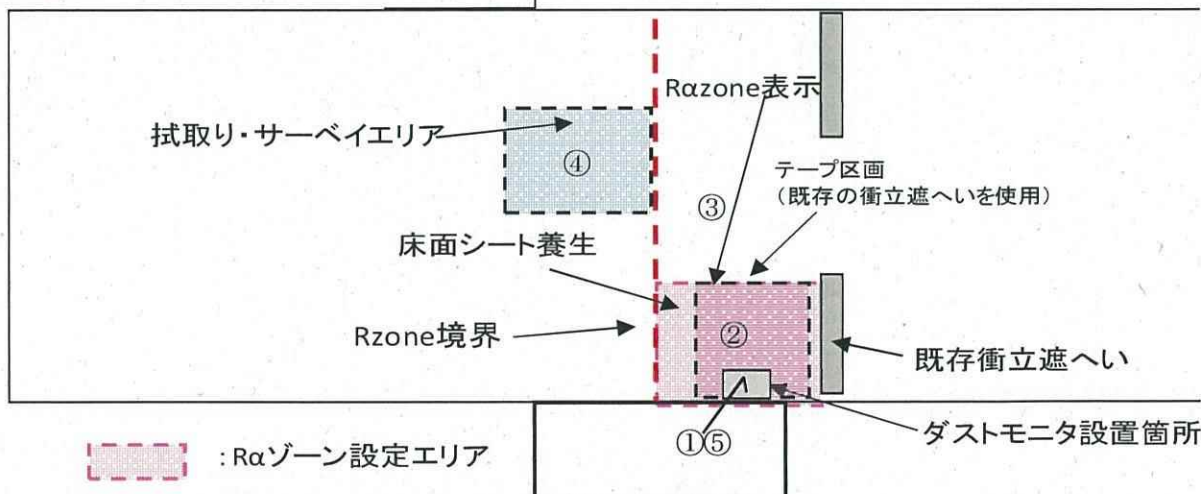 Rαzone表示
拭取り・サーベイエリア
④
テープ区画
(既存の衝立遮へいを使用)
③
床面シート養生
②
Rzone境界
既存衝立遮へい
①⑤
ダストモニタ設置箇所
:Rαゾーン設定エリア